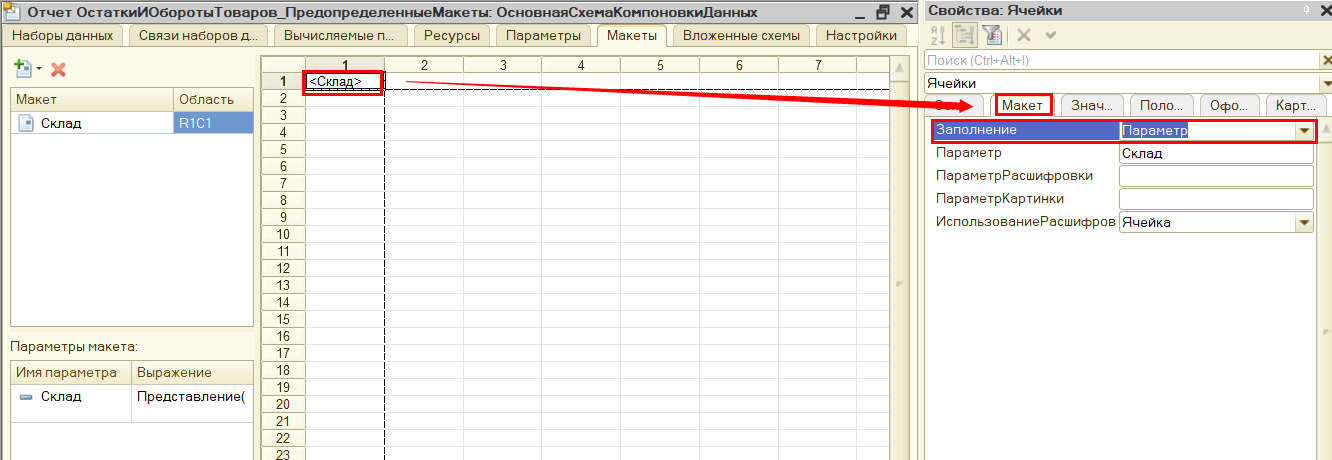 Отчет ОстаткиИОборотыТоваров_ПредопределенныеМакеты: ОсновнаяСхемаКомпоновкиДанных
Наборы данных Связи наборов д... Вычисляемые п... Ресурсы Параметры Макеты Вложенные схемы Настройки
Макет Область
Склад R1C1
Параметры макета:
Имя параметра Выражение
Склад Представление(
1 2 3 4 5 6 7
1 <Склад>
2
3
4
5
6
7
8
9
10
11
12
13
14
15
16
17
18
19
20
21
22
23
Свойства: Ячейки
Поиск (Ctrl+Alt+I)
Ячейки
Макет Знач... Поло... Офо... Карт...
Заполнение Параметр
Параметр Склад
ПараметрРасшифровки
ПараметрКартинки
ИспользованиеРасшифров Ячейка